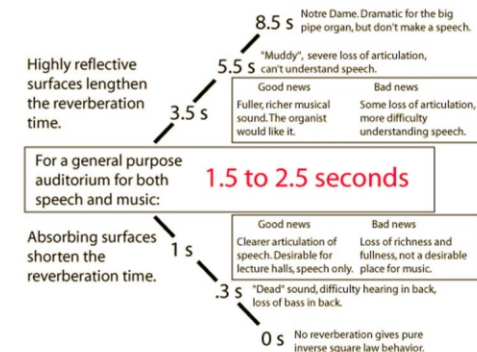 8.5 s
Notre Dame. Dramatic for the big
pipe organ, but don't make a speech.
5.5 s
"Muddy", severe loss of articulation,
can't understand speech.
Highly reflective
surfaces lengthen
the reverberation
time.
3.5 s
Good news
Fuller, richer musical
sound. The organist
would like it.
Bad news
Some loss of articulation,
more difficulty
understanding speech.
For a general purpose
auditorium for both
speech and music:
1.5 to 2.5 seconds
Absorbing surfaces
shorten the
reverberation time.
1 s
Good news
Clearer articulation of
speech. Desirable for
lecture halls, speech only.
Bad news
Loss of richness and
fullness, not a desirable
place for music.
.3 s
"Dead" sound, difficulty hearing in back,
loss of bass in back.
0 s
No reverberation gives pure
inverse square law behavior.